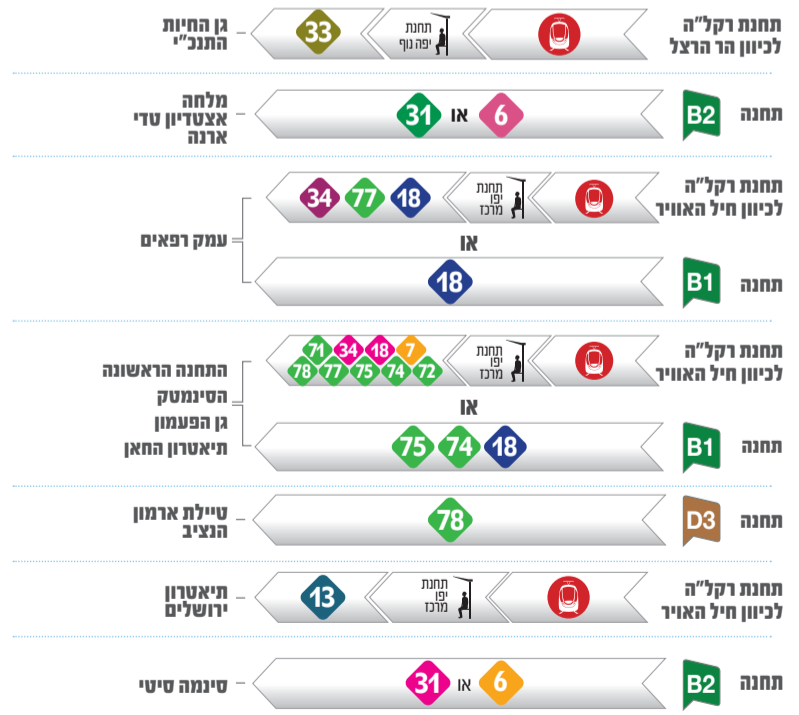 תחנת רקל"ה
לכיוון הר הרצל
תחנת
יפה נוף
33
גן החיות
התנכ"י
תחנה
B2
6 או 31
מלחה
אצטדיון טדי
ארנה
תחנת רקל"ה
לכיוון חיל האוויר
תחנת
יפו
מרכז
18 77 34
או
תחנה
B1
18
עמק רפאים
תחנת רקל"ה
לכיוון חיל האוויר
תחנת
יפו
מרכז
7 18 34 71
72 74 75 77 78
או
תחנה
B1
18 74 75
התחנה הראשונה
הסינמטק
גן הפעמון
תיאטרון החאן
תחנה
D3
78
טיילת ארמון
הנציב
תחנת רקל"ה
לכיוון חיל האויר
תחנת
יפו
מרכז
13
תיאטרון
ירושלים
תחנה
B2
6 או 31
סינמה סיטי